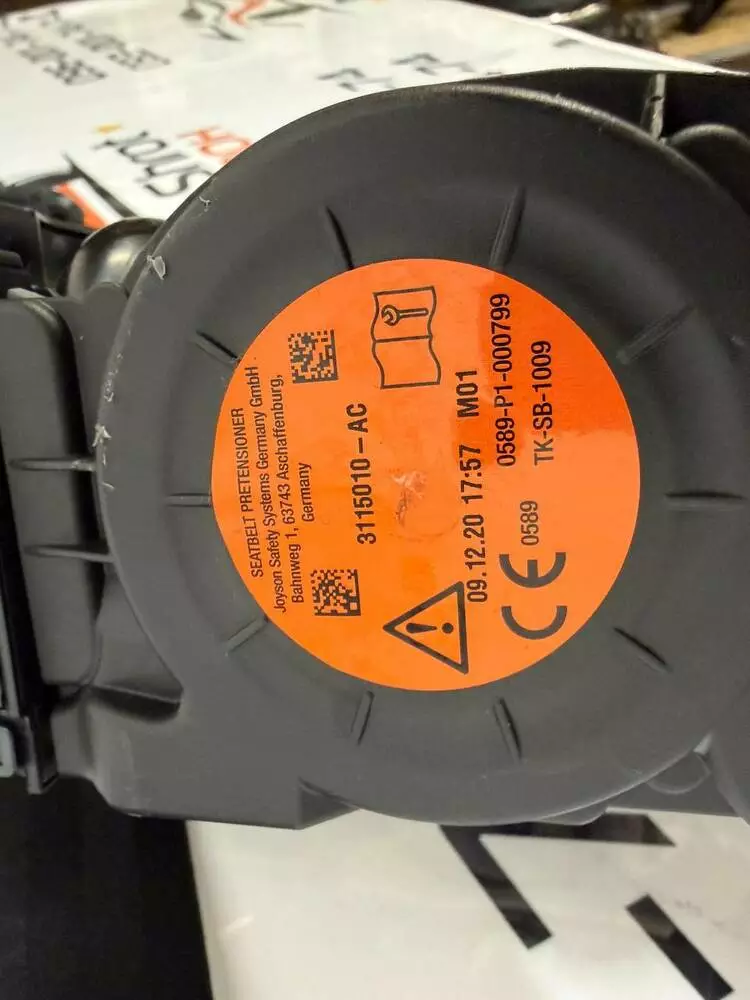 SEATBELT PRETENSIONER
Joyson Safety Systems Germany GmbH
Bahnweg 1, 63743 Aschaffenburg,
Germany
3115010-AC
09.12.20 17:57 M01
0589-P1-000799
CE 0589 TK-SB-1009